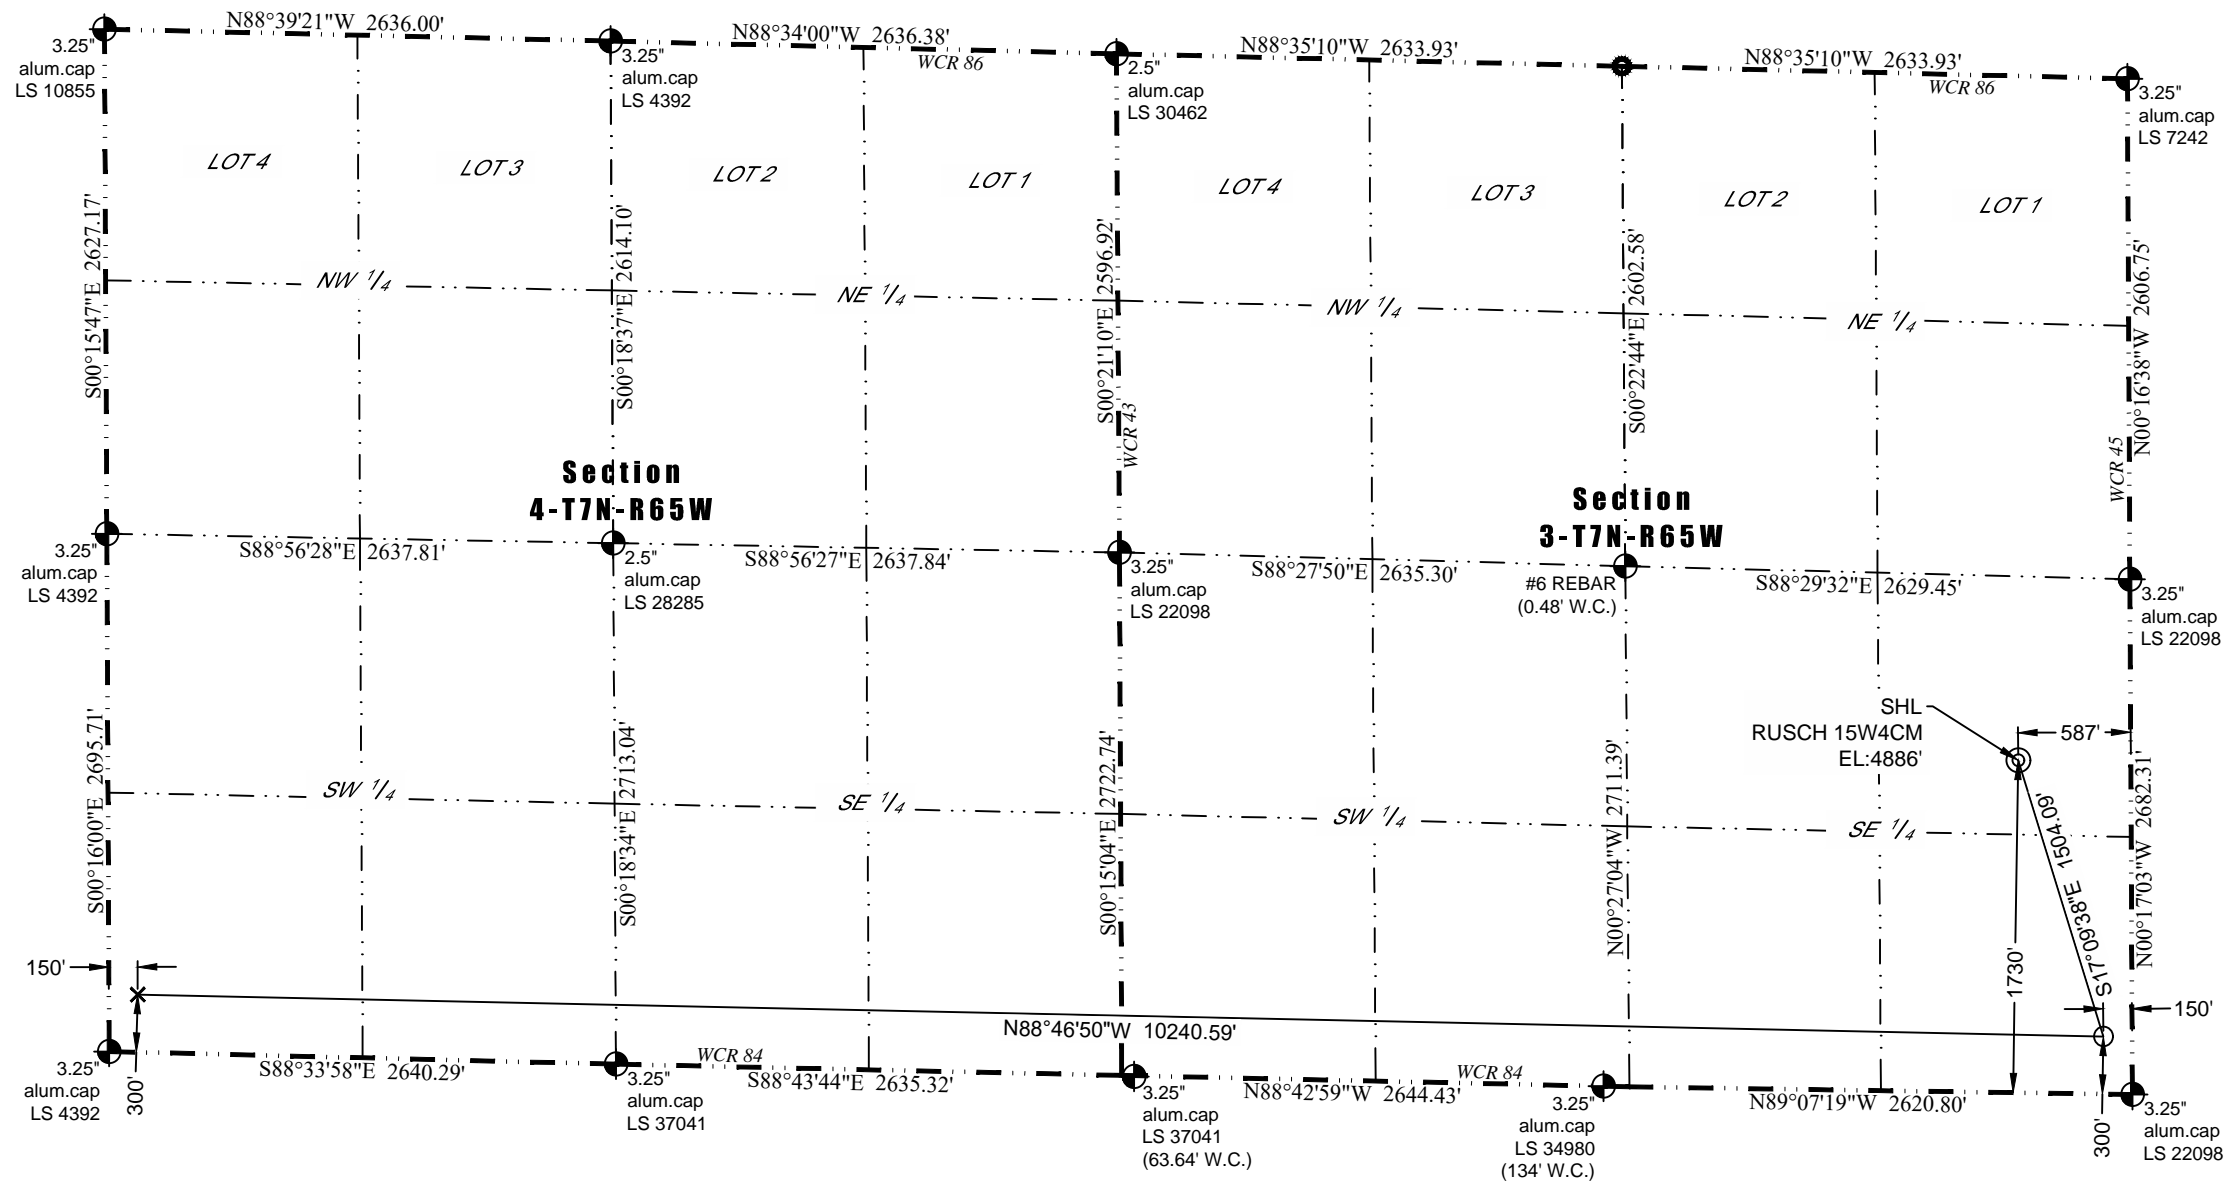 N88°39'21"W 2636.00'
N88°34'00"W 2636.38'
WCR 86
N88°35'10"W 2633.93'
N88°35'10"W 2633.93'
WCR 86
3.25"
alum.cap
LS 10855
3.25"
alum.cap
LS 4392
2.5"
alum.cap
LS 30462
3.25"
alum.cap
LS 7242
LOT 4
LOT 3
LOT 2
LOT 1
LOT 4
LOT 3
LOT 2
LOT 1
S00°15'47"E 2627.17'
S00°18'37"E 2614.10'
S00°21'10"E 2596.92'
WCR 43
S00°22'44"E 2602.58'
N00°16'38"W 2606.75'
WCR 45
NW 1/4
NE 1/4
NW 1/4
NE 1/4
Section
4-T7N-R65W
Section
3-T7N-R65W
S88°56'28"E 2637.81'
S88°56'27"E 2637.84'
S88°27'50"E 2635.30'
S88°29'32"E 2629.45'
3.25"
alum.cap
LS 4392
2.5"
alum.cap
LS 28285
3.25"
alum.cap
LS 22098
#6 REBAR
(0.48' W.C.)
3.25"
alum.cap
LS 22098
SHL
RUSCH 15W4CM
EL:4886'
587'
S00°16'00"E 2695.71'
S00°18'34"E 2713.04'
S00°15'04"E 2722.74'
N00°27'04"W 2711.39'
N00°17'03"W 2682.31'
SW 1/4
SE 1/4
SW 1/4
SE 1/4
S17°09'38"E 1504.09'
1730'
150'
150'
N88°46'50"W 10240.59'
300'
300'
S88°33'58"E 2640.29'
WCR 84
S88°43'44"E 2635.32'
N88°42'59"W 2644.43'
WCR 84
N89°07'19"W 2620.80'
3.25"
alum.cap
LS 4392
3.25"
alum.cap
LS 37041
3.25"
alum.cap
LS 37041
(63.64' W.C.)
3.25"
alum.cap
LS 34980
(134' W.C.)
3.25"
alum.cap
LS 22098